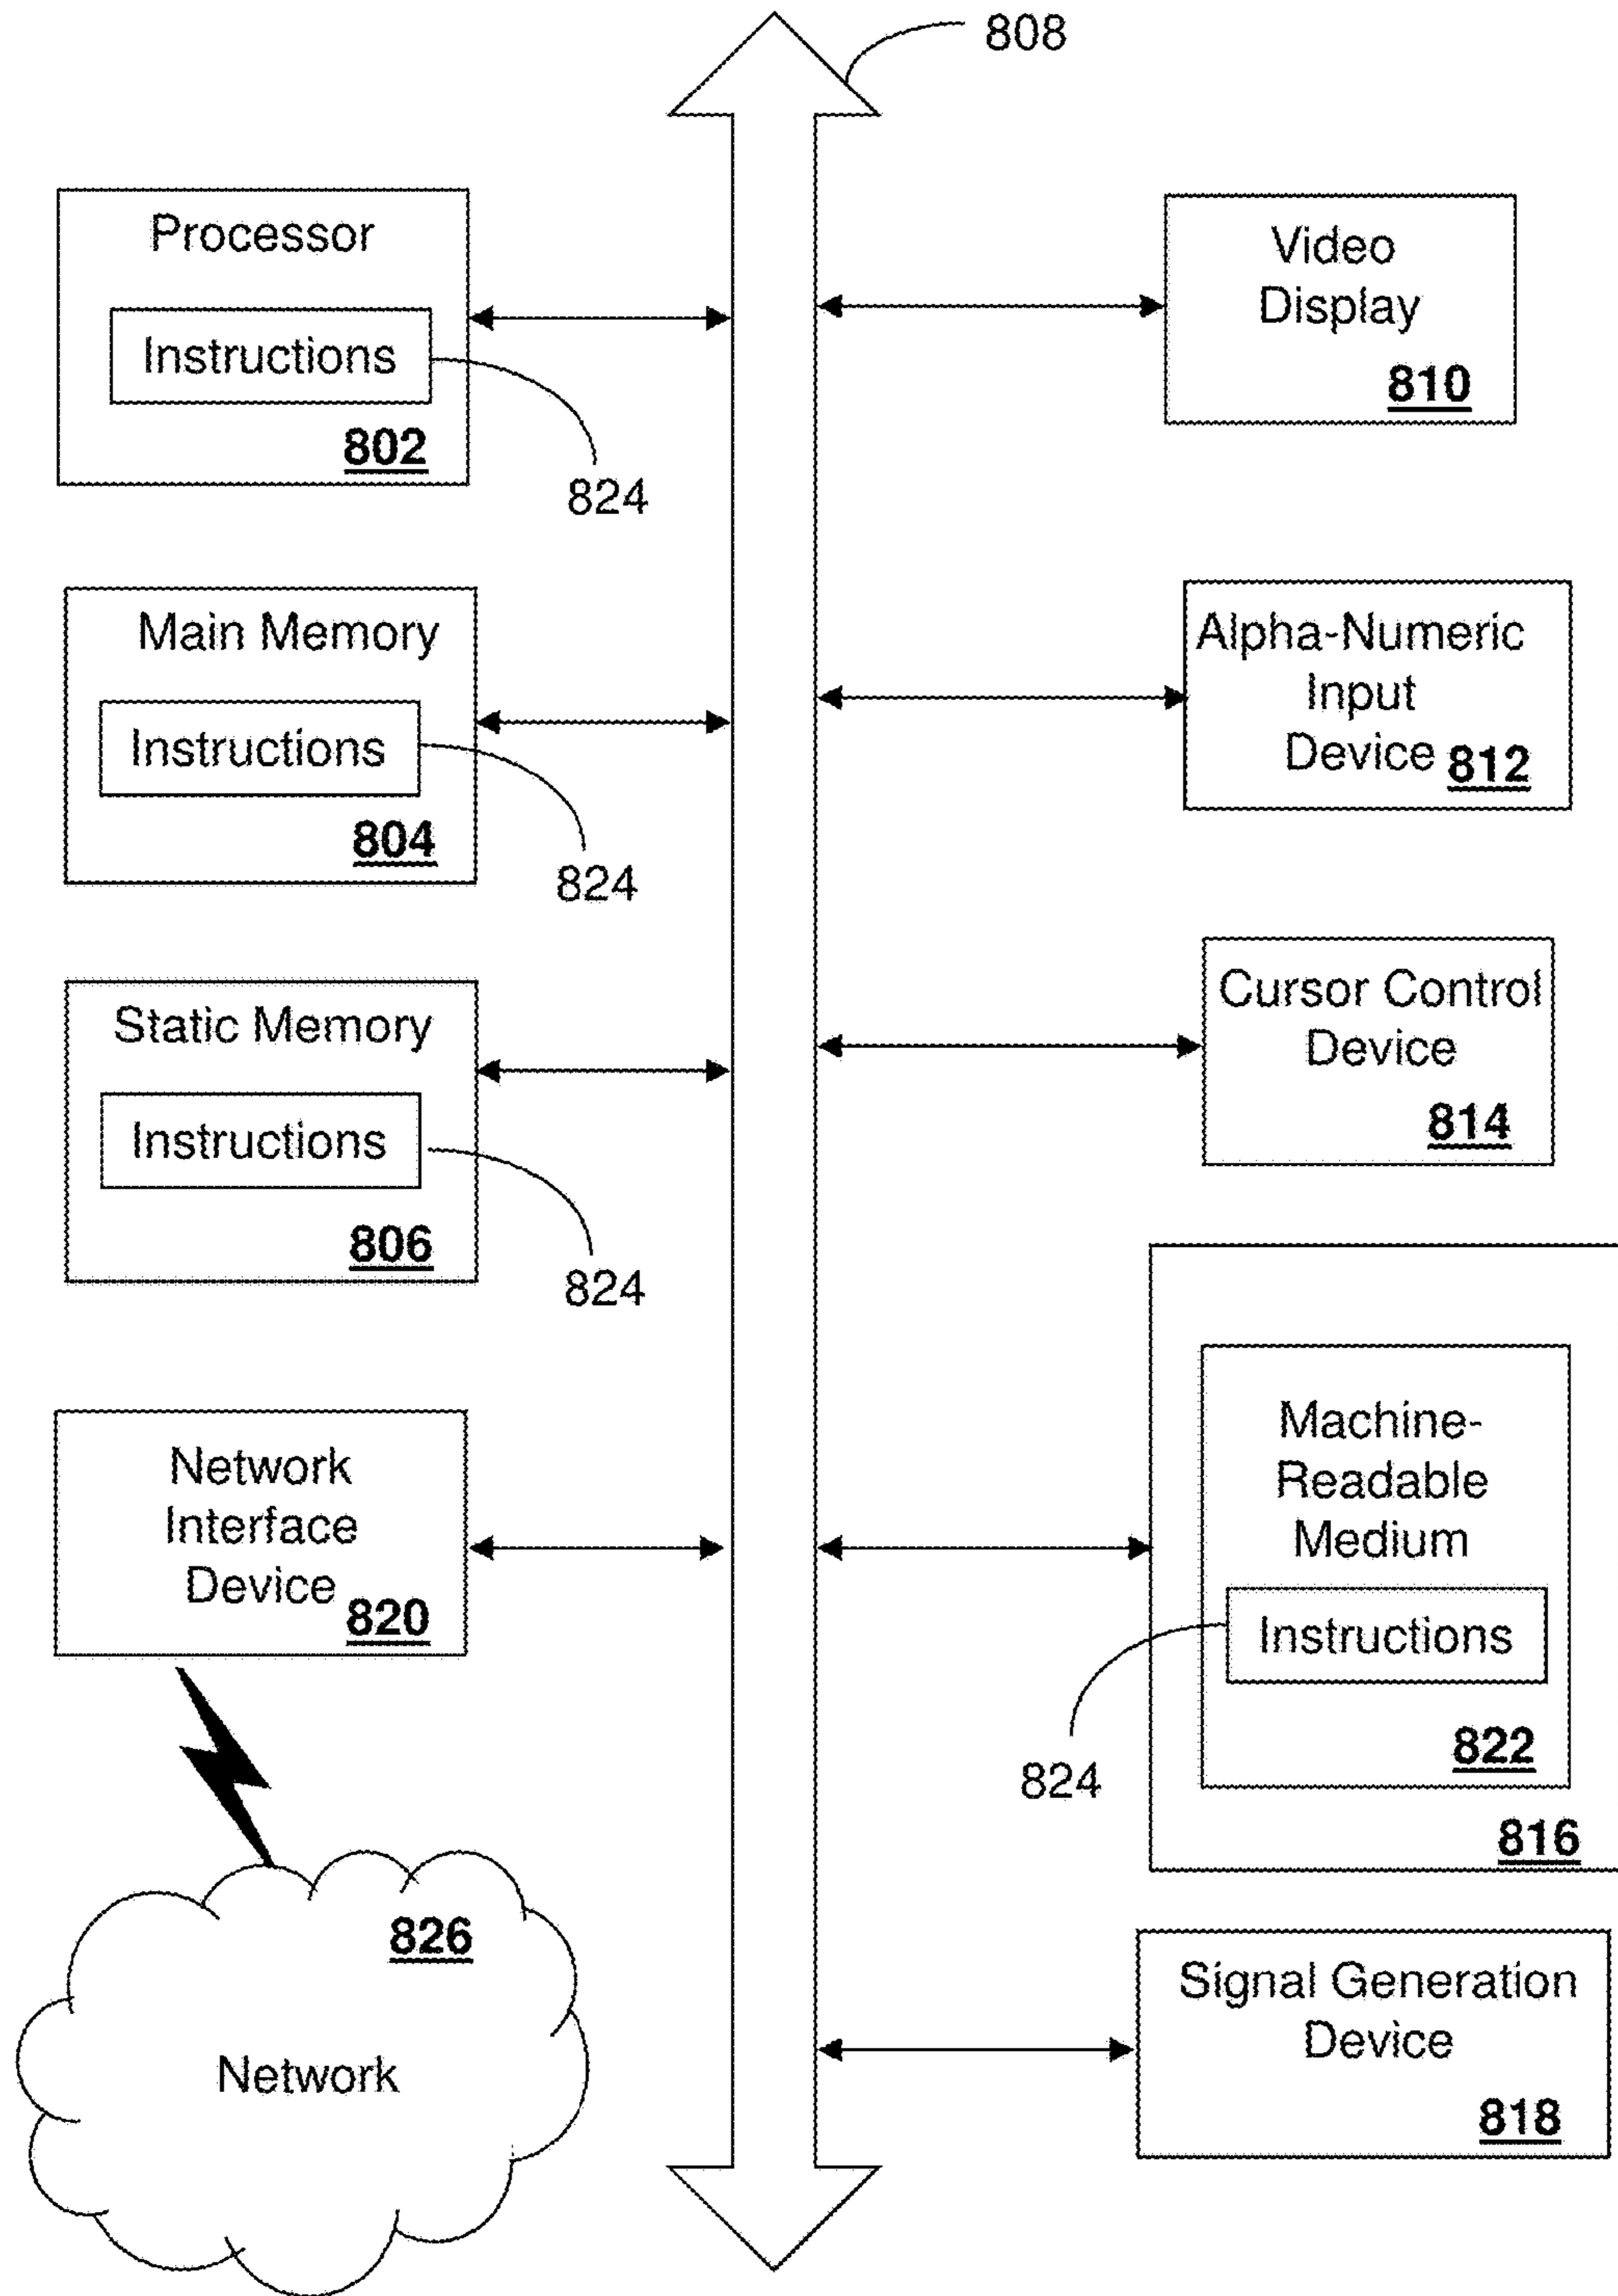 808
Processor
Instructions
802
824
Main Memory
Instructions
804
824
Static Memory
Instructions
806
824
Network
Interface
Device
820
826
Network
Video
Display
810
Alpha-Numeric
Input
Device 812
Cursor Control
Device
814
Machine-
Readable
Medium
Instructions
822
824
816
Signal Generation
Device
818